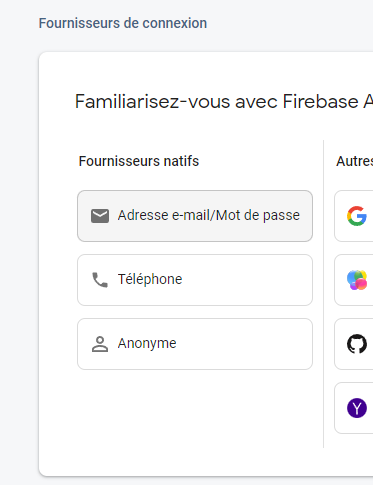 Fournisseurs de connexion
Familiarisez-vous avec Firebase A
Fournisseurs natifs
Autres
Adresse e-mail/Mot de passe
Téléphone
Anonyme